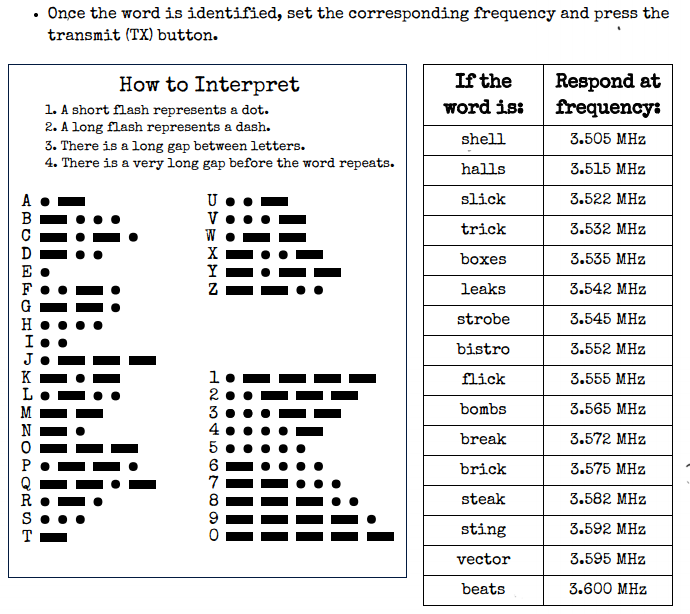 • Once the word is identified, set the corresponding frequency and press the
transmit (TX) button.
How to Interpret
1. A short flash represents a dot.
2. A long flash represents a dash.
3. There is a long gap between letters.
4. There is a very long gap before the word repeats.
A
B
C
D
E
F
G
H
I
J
K
L
M
N
O
P
Q
R
S
T
U
V
W
X
Y
Z
1
2
3
4
5
6
7
8
9
0
If the word is: Respond at frequency:
shell 3.505 MHz
halls 3.515 MHz
slick 3.522 MHz
trick 3.532 MHz
boxes 3.535 MHz
leaks 3.542 MHz
strobe 3.545 MHz
bistro 3.552 MHz
flick 3.555 MHz
bombs 3.565 MHz
break 3.572 MHz
brick 3.575 MHz
steak 3.582 MHz
sting 3.592 MHz
vector 3.595 MHz
beats 3.600 MHz